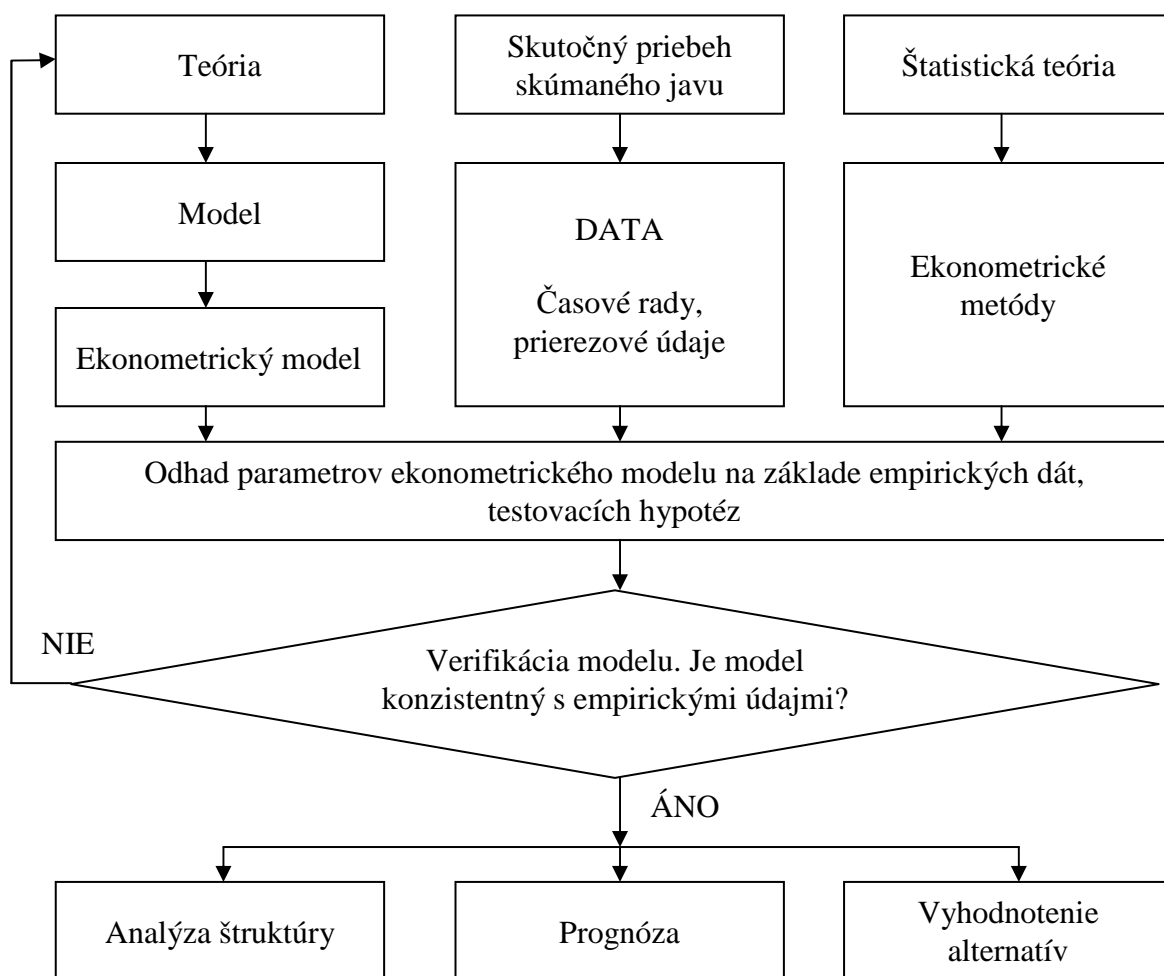 Teória
Skutočný priebeh
skúmaného javu
Štatistická teória
Model
DATA
Časové rady,
prierezové údaje
Ekonometrické
metódy
Ekonometrický model
Odhad parametrov ekonometrického modelu na základe empirických dát,
testovacích hypotéz
NIE
Verifikácia modelu. Je model
konzistentný s empirickými údajmi?
ÁNO
Analýza štruktúry
Prognóza
Vyhodnotenie
alternatív